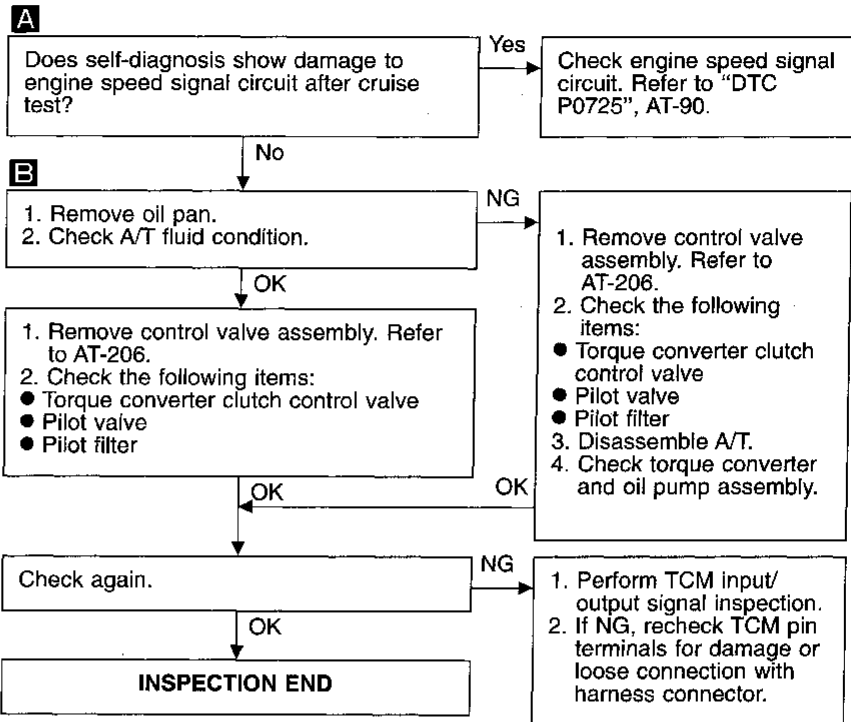 A
Does self-diagnosis show damage to
engine speed signal circuit after cruise
test?
Yes
Check engine speed signal
circuit. Refer to “DTC
P0725”, AT-90.
No
B
1. Remove oil pan.
2. Check A/T fluid condition.
NG
1. Remove control valve
assembly. Refer to
AT-206.
2. Check the following
items:
● Torque converter clutch
control valve
● Pilot valve
● Pilot filter
3. Disassemble A/T.
4. Check torque converter
and oil pump assembly.
OK
1. Remove control valve assembly. Refer
to AT-206.
2. Check the following items:
● Torque converter clutch control valve
● Pilot valve
● Pilot filter
OK
OK
Check again.
NG
1. Perform TCM input/
output signal inspection.
2. If NG, recheck TCM pin
terminals for damage or
loose connection with
harness connector.
OK
INSPECTION END